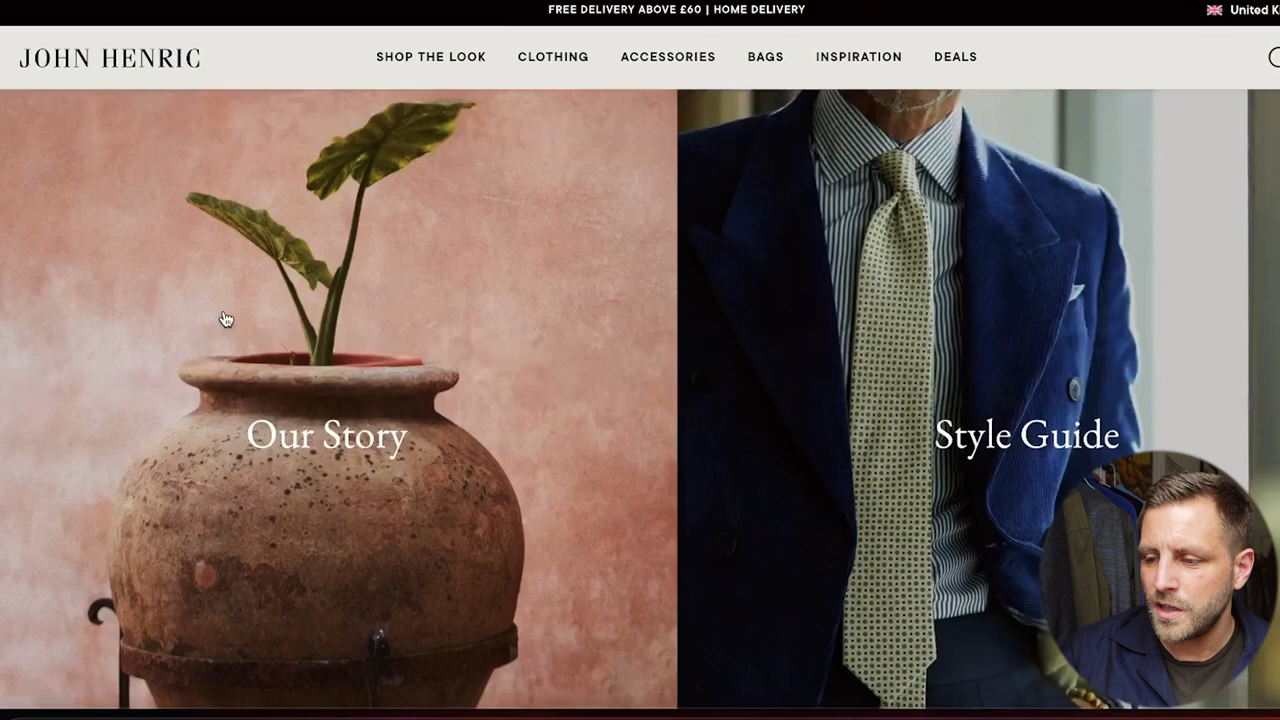 FREE DELIVERY ABOVE £60 | HOME DELIVERY
JOHN HENRIC
SHOP THE LOOK CLOTHING ACCESSORIES BAGS INSPIRATION DEALS
Our Story
Style Guide